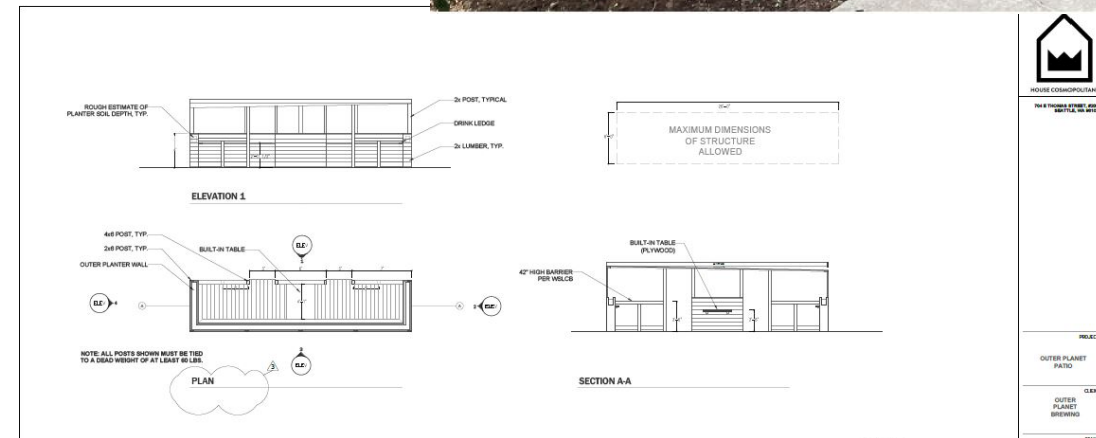 ROUGH ESTIMATE OF
PLANTER SOIL DEPTH, TYP.
2x POST, TYPICAL
DRINK LEDGE
2x LUMBER, TYP.
ELEVATION 1
MAXIMUM DIMENSIONS
OF STRUCTURE
ALLOWED
4x6 POST, TYP.
2x6 POST, TYP.
OUTER PLANTER WALL
BUILT-IN TABLE
NOTE: ALL POSTS SHOWN MUST BE TIED
TO A DEAD WEIGHT OF AT LEAST 60 LBS.
3
PLAN
BUILT-IN TABLE
(PLYWOOD)
42" HIGH BARRIER
PER WSLCB
SECTION A-A
HOUSE COSMOPOLITAN
OUTER PLANET
PATIO
OUTER
PLANET
BREWING